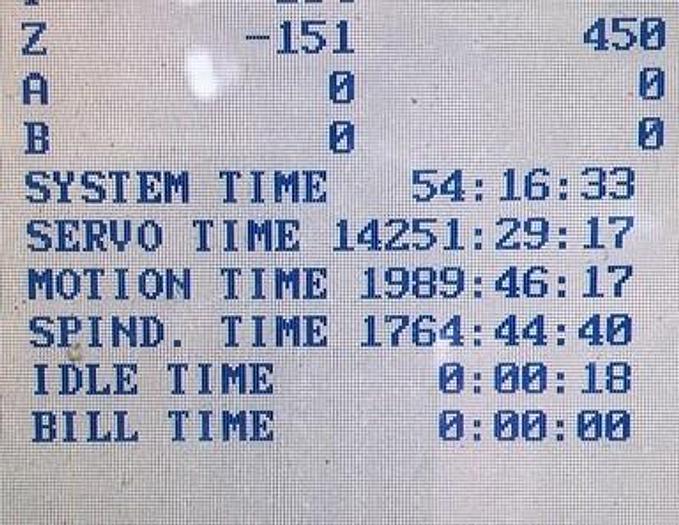 Z -151 450
A 0 0
B 0 0
SYSTEM TIME 54:16:33
SERVO TIME 14251:29:17
MOTION TIME 1989:46:17
SPIND. TIME 1764:44:40
IDLE TIME 0:00:18
BILL TIME 0:00:00